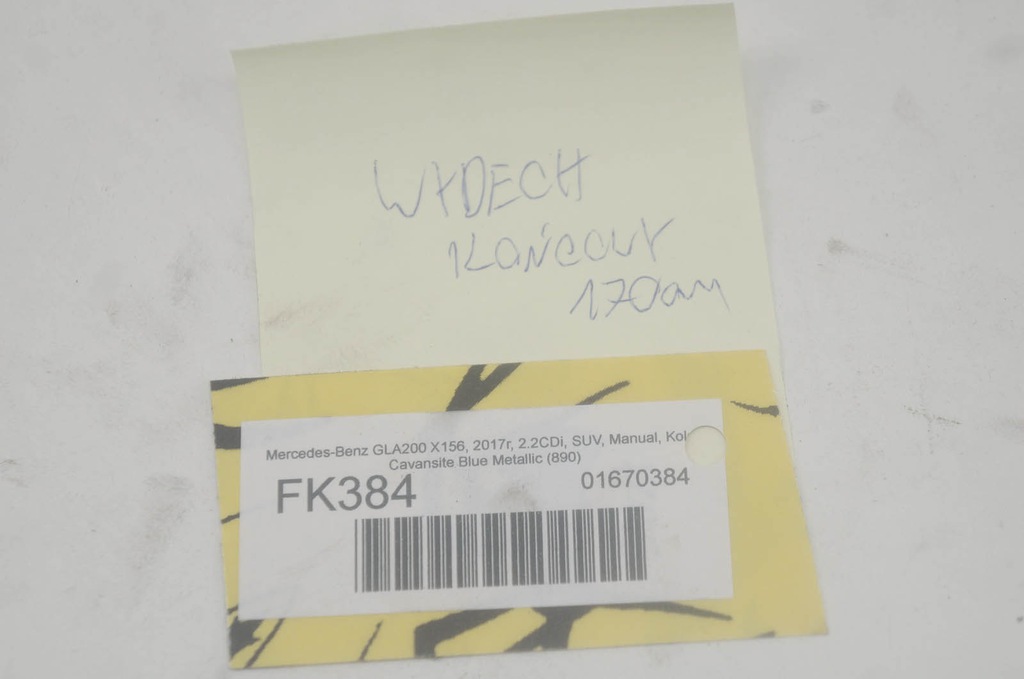 WYDECH
KOŃCOWY
170cm
Mercedes-Benz GLA200 X156, 2017r, 2.2CDi, SUV, Manual, Kol
Cavansite Blue Metallic (890)
FK384
01670384